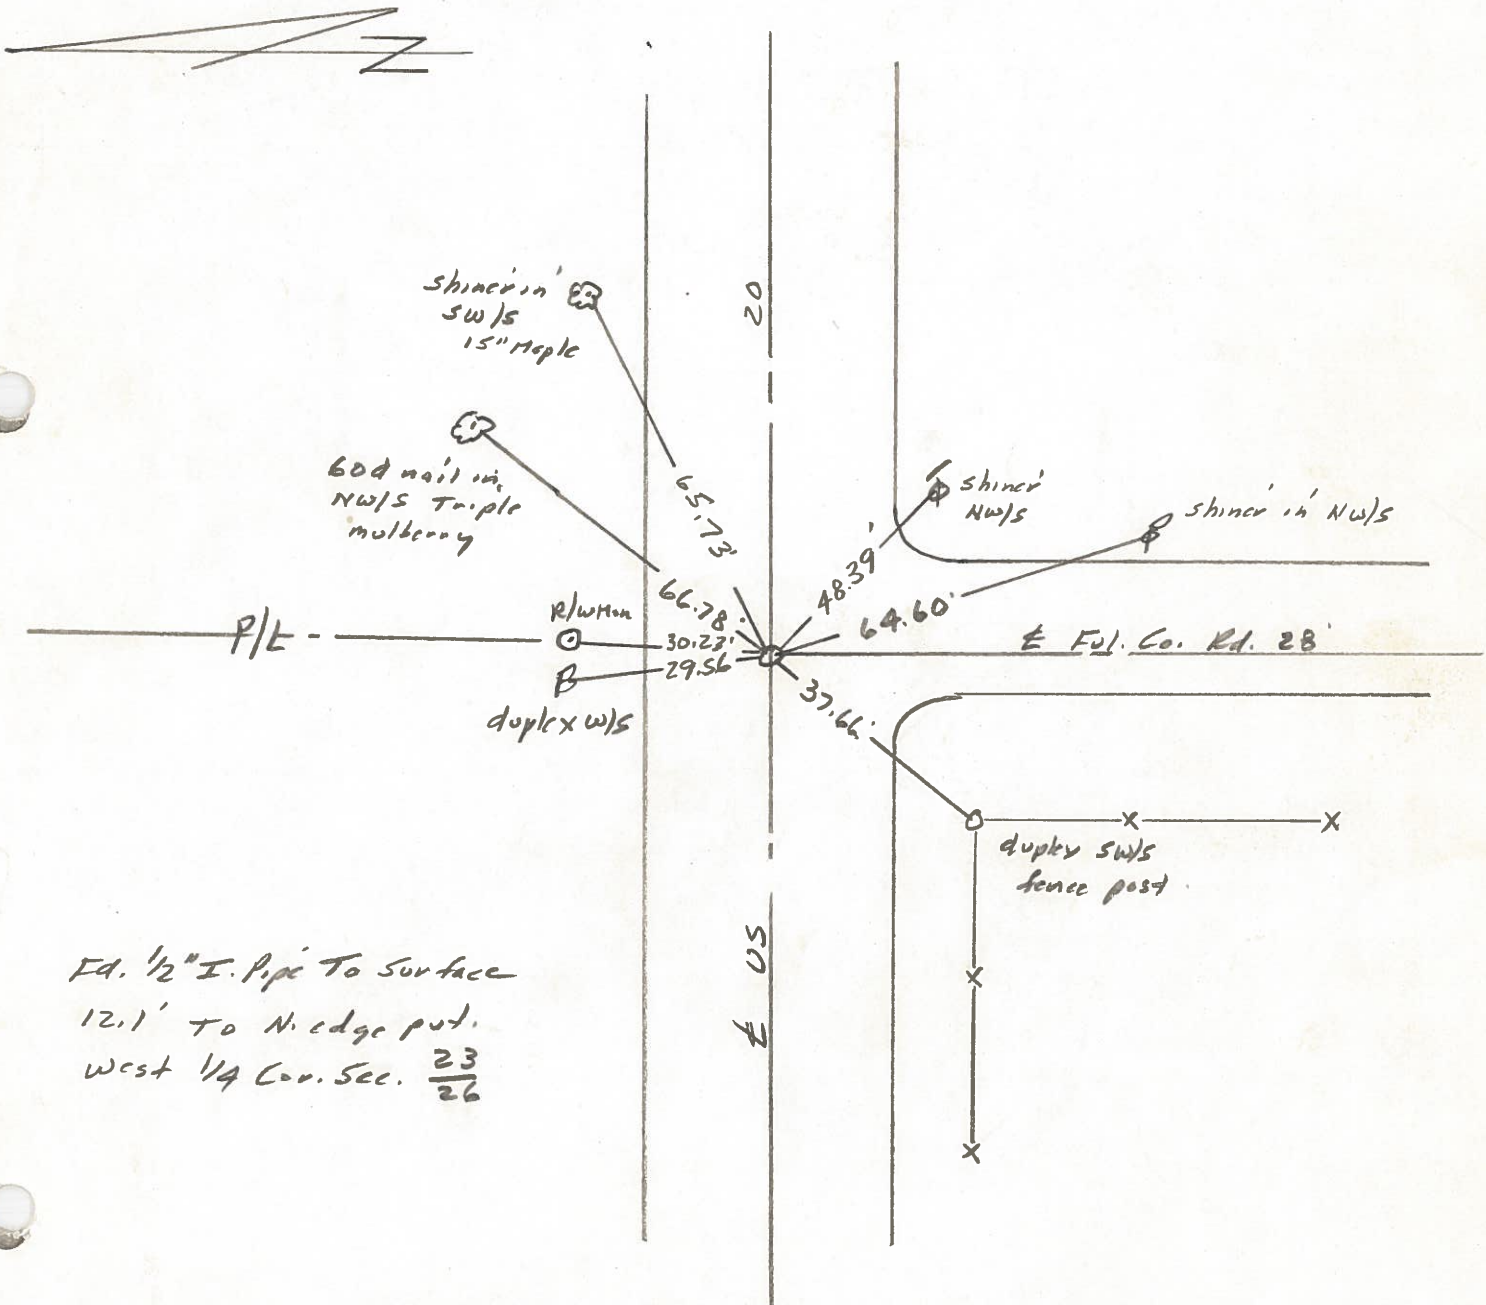 N
shiner in
SW/S
15" Maple
20
60d nail in
NW/S Triple
mulberry
65.73'
66.78'
shiner
NW/S
shiner in NW/S
48.39'
64.60'
R/W Mon
P/L
30.23'
29.56
duplex W/S
℄ Ful. Co. Rd. 28
37.66'
duplex SW/S
fence post
℄ US
Fd. 1/2" I. Pipe To Surface
12.1' To N. edge pvt.
West 1/4 Cor. Sec. 23/26